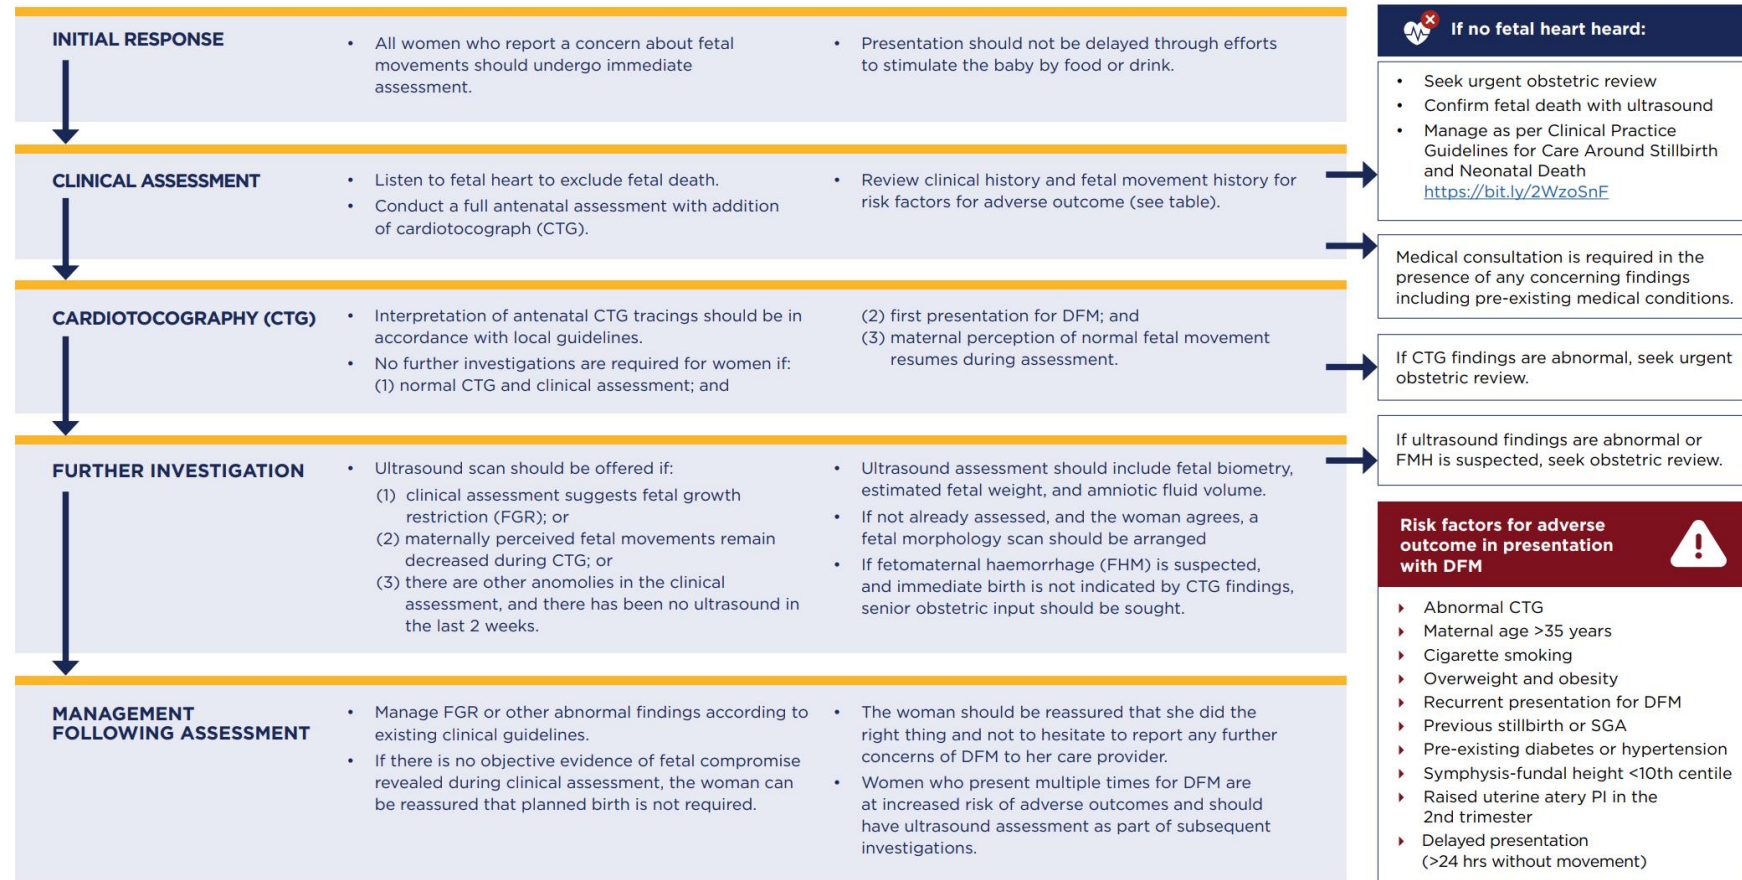 INITIAL RESPONSE
• All women who report a concern about fetal
movements should undergo immediate
assessment.
• Presentation should not be delayed through efforts
to stimulate the baby by food or drink.
CLINICAL ASSESSMENT
• Listen to fetal heart to exclude fetal death.
• Conduct a full antenatal assessment with addition
of cardiotocograph (CTG).
• Review clinical history and fetal movement history for
risk factors for adverse outcome (see table).
CARDIOTOCOGRAPHY (CTG)
• Interpretation of antenatal CTG tracings should be in
accordance with local guidelines.
• No further investigations are required for women if:
(1) normal CTG and clinical assessment; and
(2) first presentation for DFM; and
(3) maternal perception of normal fetal movement
resumes during assessment.
FURTHER INVESTIGATION
• Ultrasound scan should be offered if:
(1) clinical assessment suggests fetal growth
restriction (FGR); or
(2) maternally perceived fetal movements remain
decreased during CTG; or
(3) there are other anomolies in the clinical
assessment, and there has been no ultrasound in
the last 2 weeks.
• Ultrasound assessment should include fetal biometry,
estimated fetal weight, and amniotic fluid volume.
• If not already assessed, and the woman agrees, a
fetal morphology scan should be arranged
• If fetomaternal haemorrhage (FHM) is suspected,
and immediate birth is not indicated by CTG findings,
senior obstetric input should be sought.
MANAGEMENT
FOLLOWING ASSESSMENT
• Manage FGR or other abnormal findings according to
existing clinical guidelines.
• If there is no objective evidence of fetal compromise
revealed during clinical assessment, the woman can
be reassured that planned birth is not required.
• The woman should be reassured that she did the
right thing and not to hesitate to report any further
concerns of DFM to her care provider.
• Women who present multiple times for DFM are
at increased risk of adverse outcomes and should
have ultrasound assessment as part of subsequent
investigations.
If no fetal heart heard:
• Seek urgent obstetric review
• Confirm fetal death with ultrasound
• Manage as per Clinical Practice
Guidelines for Care Around Stillbirth
and Neonatal Death
https://bit.ly/2WzoSnF
Medical consultation is required in the
presence of any concerning findings
including pre-existing medical conditions.
If CTG findings are abnormal, seek urgent
obstetric review.
If ultrasound findings are abnormal or
FMH is suspected, seek obstetric review.
Risk factors for adverse
outcome in presentation
with DFM
Abnormal CTG
Maternal age >35 years
Cigarette smoking
Overweight and obesity
Recurrent presentation for DFM
Previous stillbirth or SGA
Pre-existing diabetes or hypertension
Symphysis-fundal height <10th centile
Raised uterine atery PI in the
2nd trimester
Delayed presentation
(>24 hrs without movement)